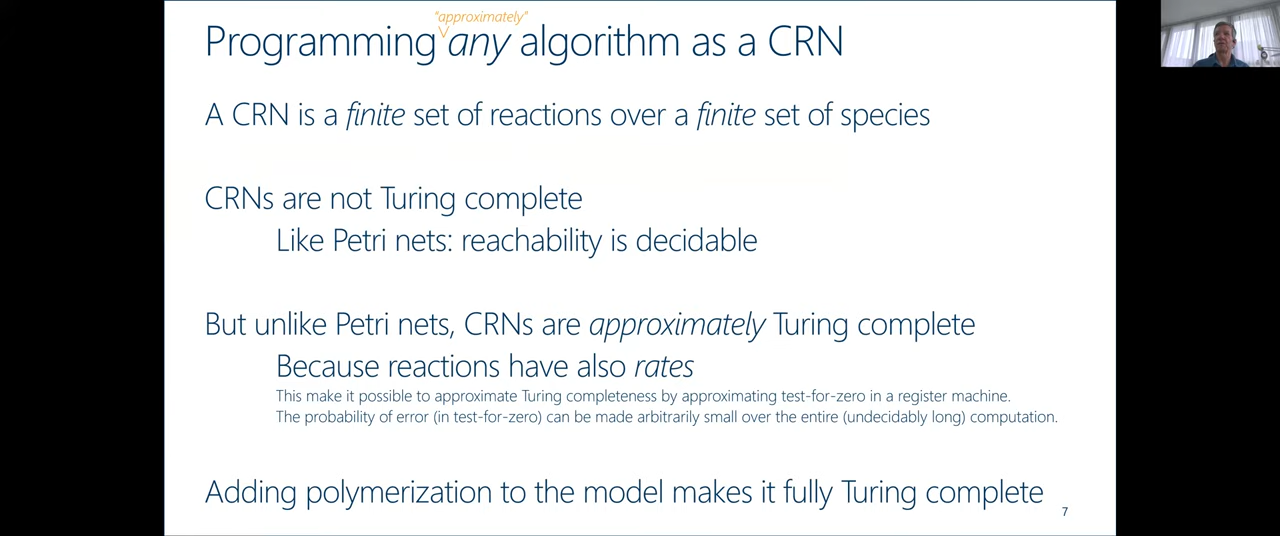 "approximately"
Programming any algorithm as a CRN
A CRN is a finite set of reactions over a finite set of species
CRNs are not Turing complete
Like Petri nets: reachability is decidable
But unlike Petri nets, CRNs are approximately Turing complete
Because reactions have also rates
This make it possible to approximate Turing completeness by approximating test-for-zero in a register machine.
The probability of error (in test-for-zero) can be made arbitrarily small over the entire (undecidably long) computation.
Adding polymerization to the model makes it fully Turing complete
7